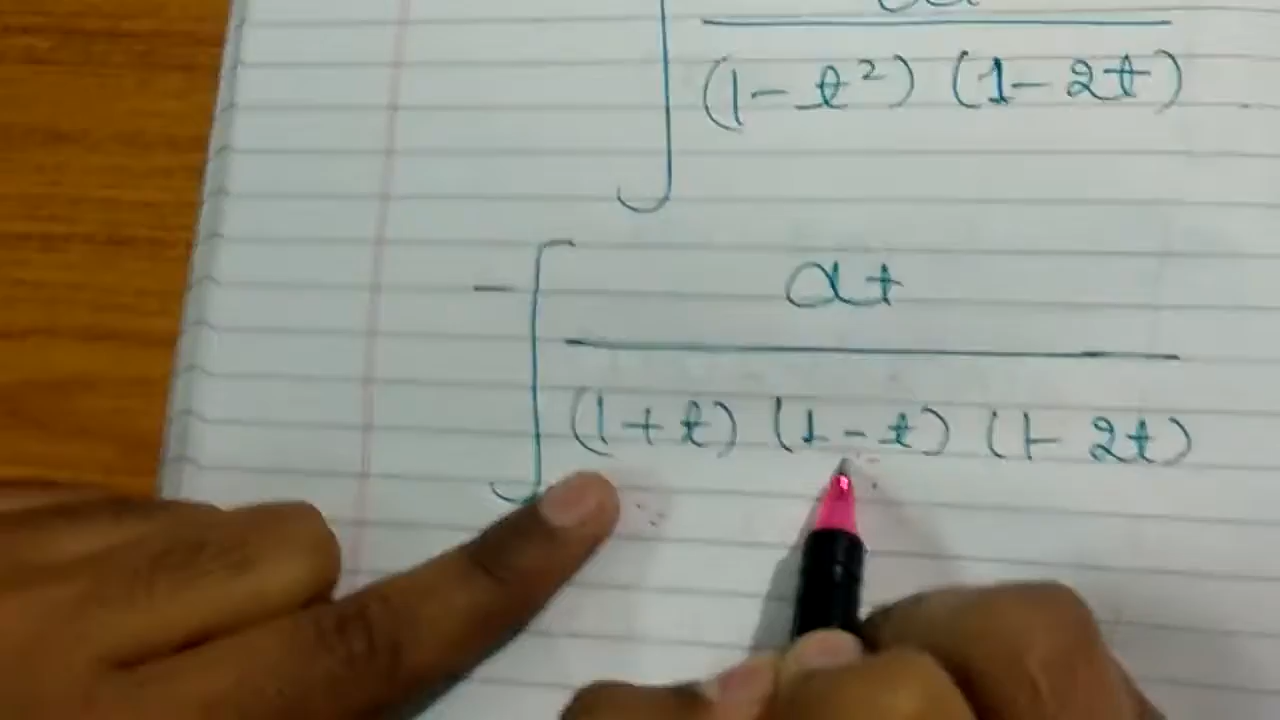 ∫
(1-t²) (1-2t)
- ∫ dt
(1+t) (1-t) (1-2t)